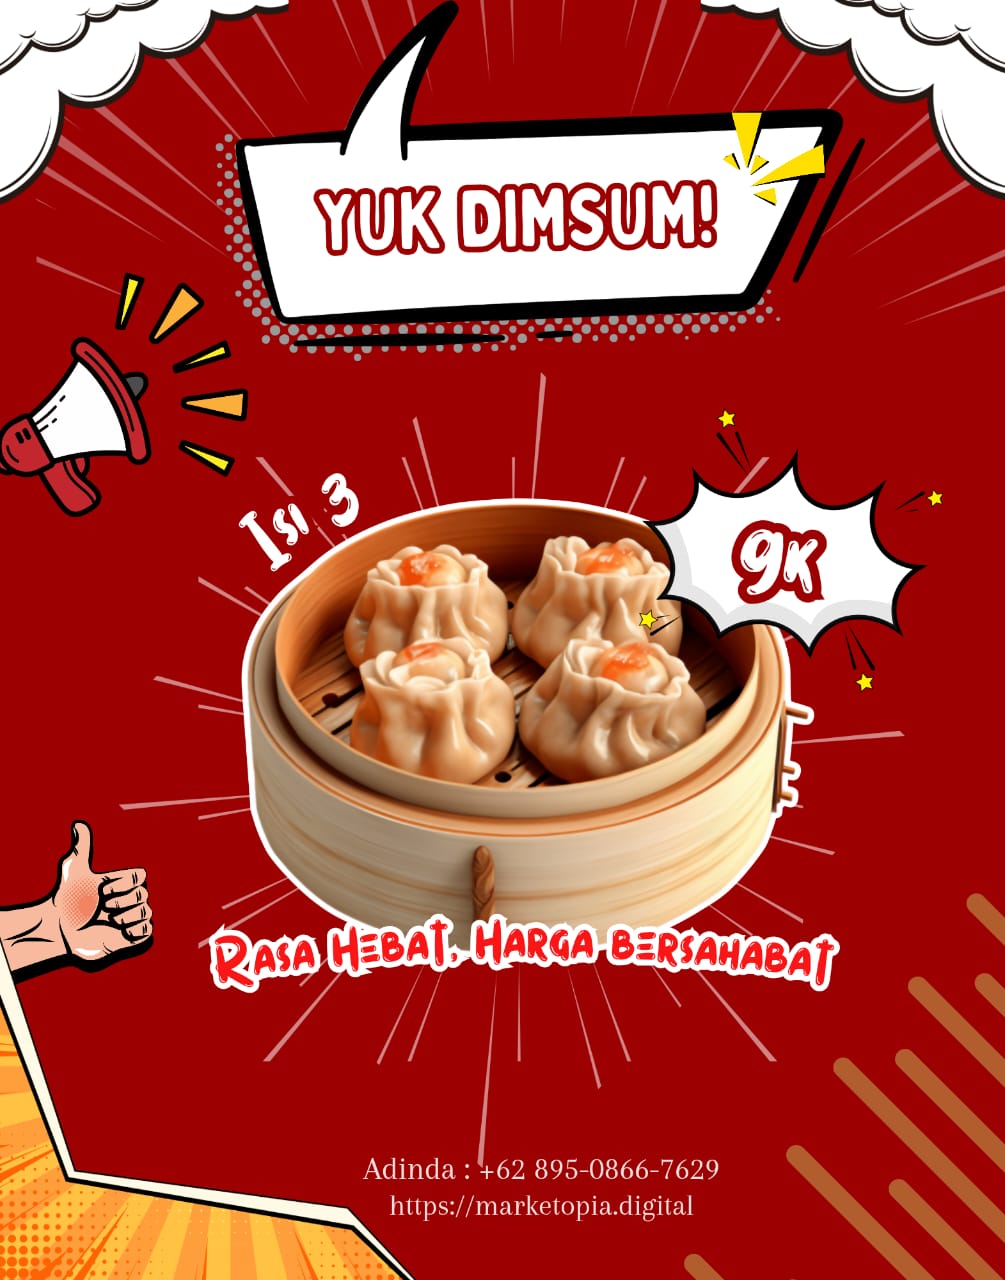 YUK DIMSUM!
Isi 3
9K
Rasa Hebat, Harga bersahabat
Adinda : +62 895-0866-7629
https://marketopia.digital